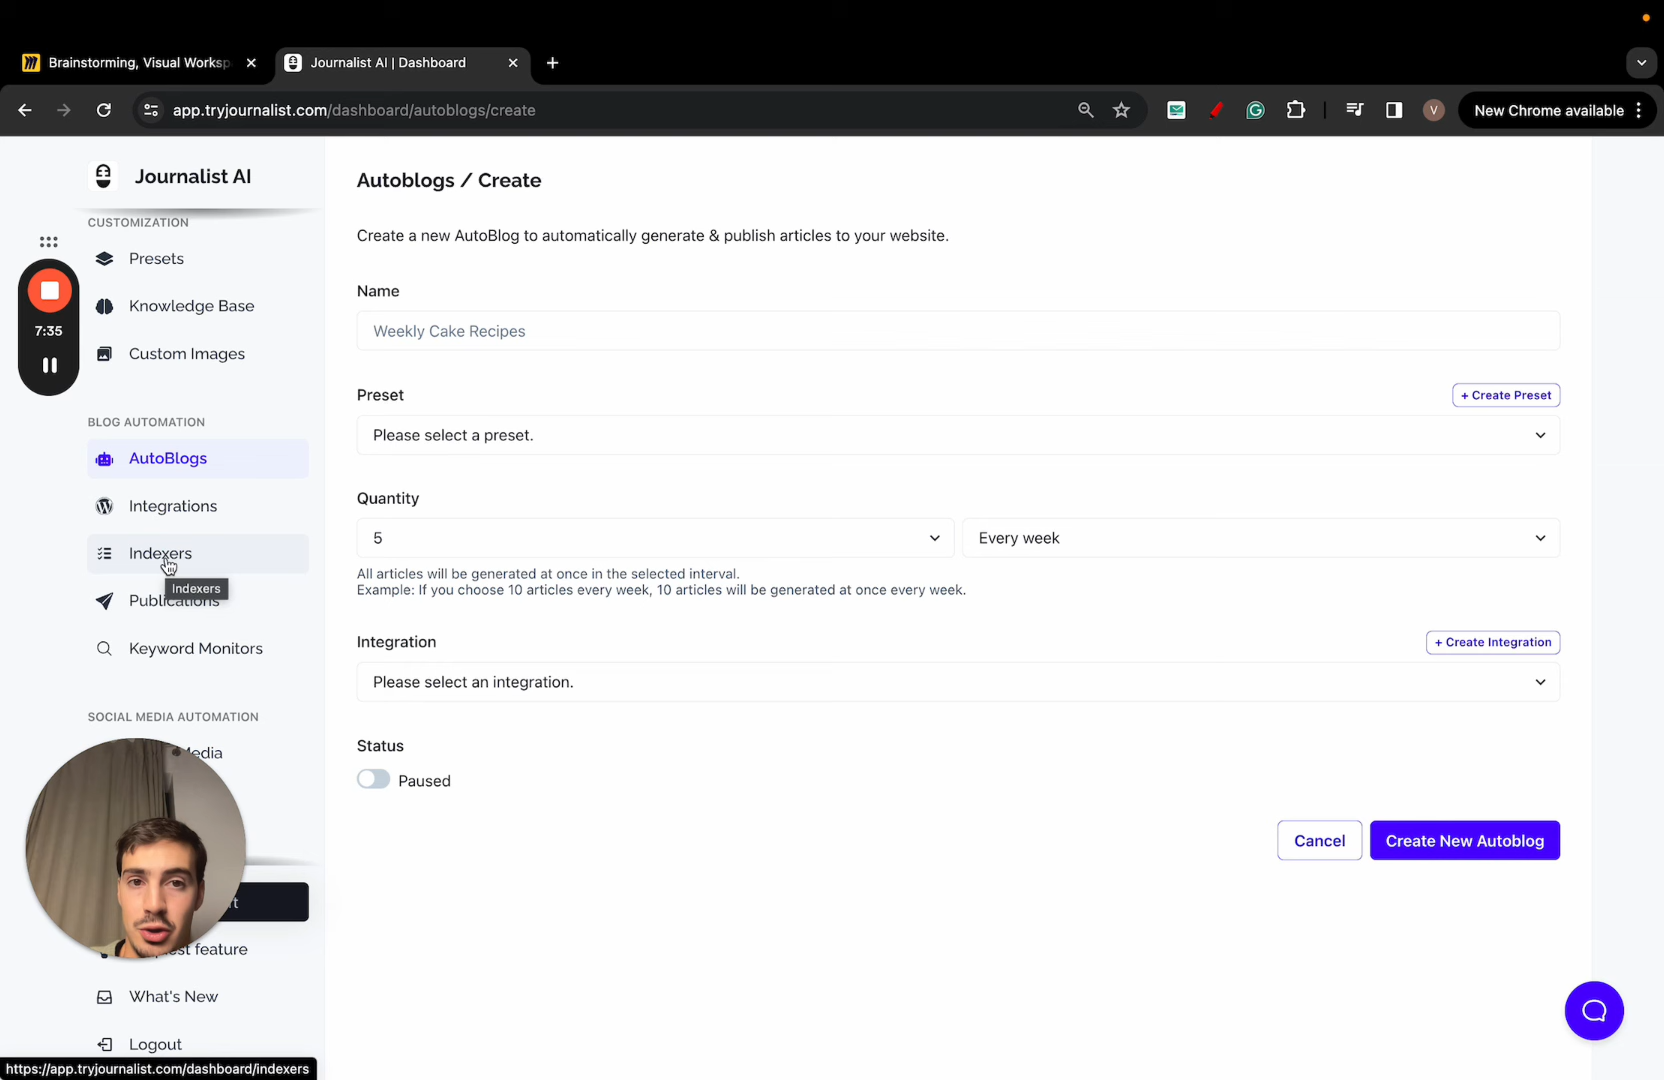 Brainstorming, Visual Worksp
Journalist AI | Dashboard
app.tryjournalist.com/dashboard/autoblogs/create
V
New Chrome available
Journalist AI
CUSTOMIZATION
Presets
Knowledge Base
Custom Images
7:35
BLOG AUTOMATION
AutoBlogs
Integrations
Indexers
Indexers
Publications
Keyword Monitors
SOCIAL MEDIA AUTOMATION
Media
feature
What's New
Logout
https://app.tryjournalist.com/dashboard/indexers
Autoblogs / Create
Create a new AutoBlog to automatically generate & publish articles to your website.
Name
Weekly Cake Recipes
Preset
+ Create Preset
Please select a preset.
Quantity
5
Every week
All articles will be generated at once in the selected interval.
Example: If you choose 10 articles every week, 10 articles will be generated at once every week.
Integration
+ Create Integration
Please select an integration.
Status
Paused
Cancel
Create New Autoblog